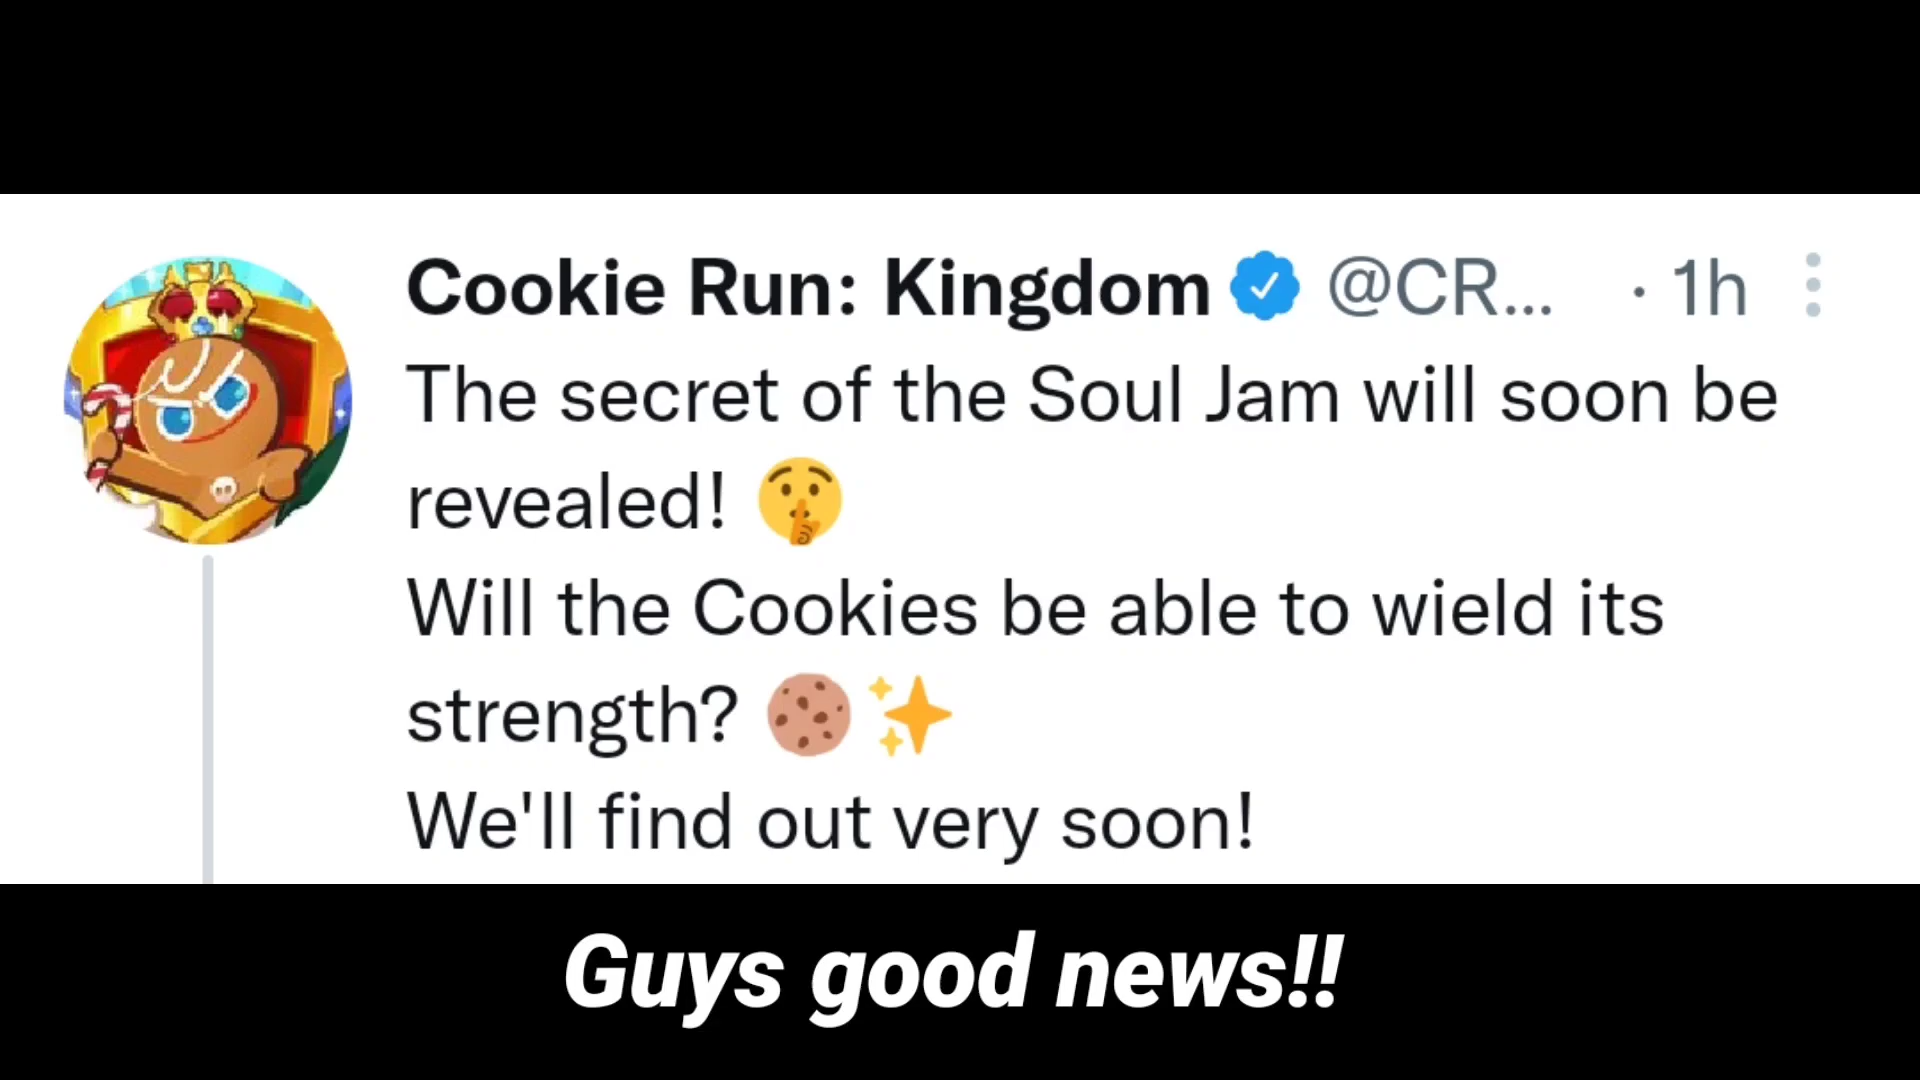 Cookie Run: Kingdom @CR... · 1h
The secret of the Soul Jam will soon be
revealed! 🤫
Will the Cookies be able to wield its
strength? 🍪✨
We'll find out very soon!
Guys good news!!